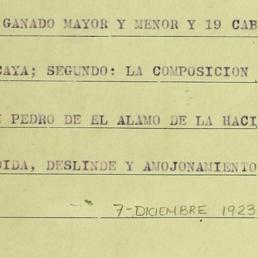 GANADO MAYOR Y MENOR Y 19 CAB
CAYA; SEGUNDO: LA COMPOSICION
PEDRO DE EL ALAMO DE LA HACI
DIDA, DESLINDE Y AMOJONAMIENTO
7-DICIEMBRE 1923